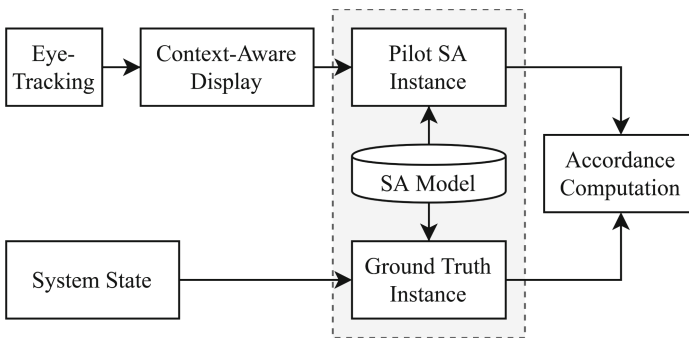 Eye-
Tracking
Context-Aware
Display
Pilot SA
Instance
SA Model
Accordance
Computation
System State
Ground Truth
Instance